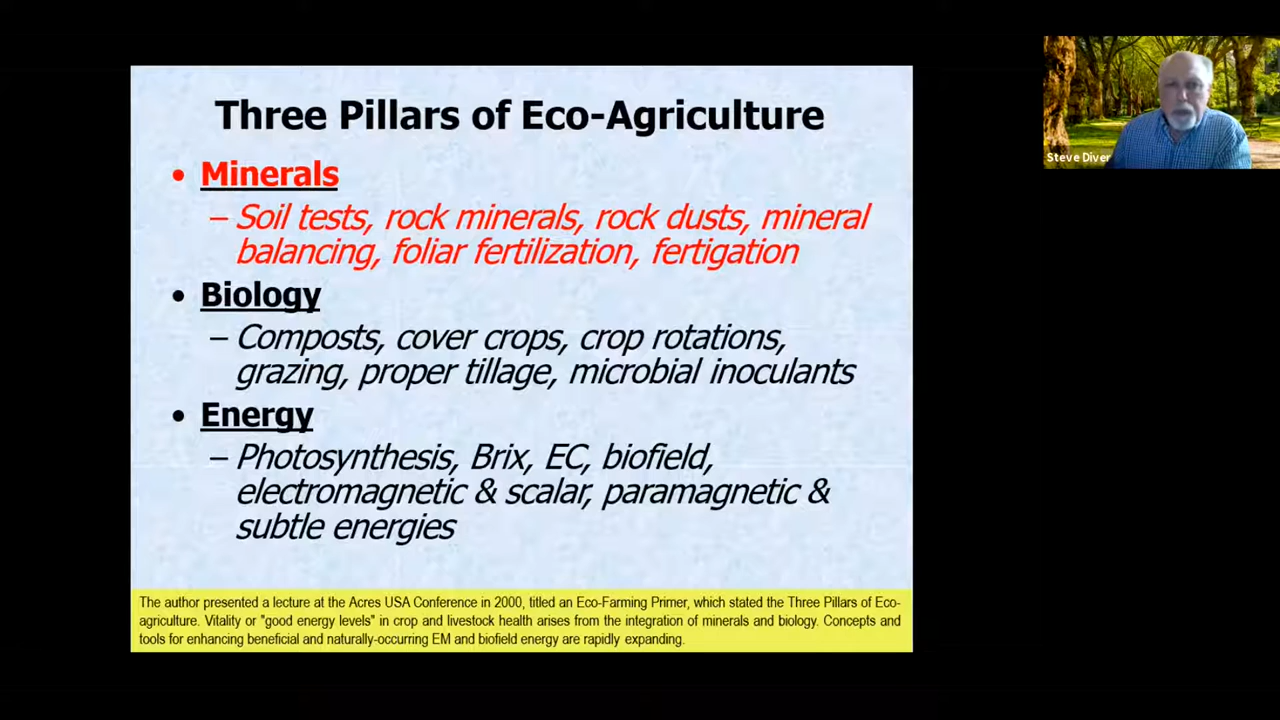 Three Pillars of Eco-Agriculture
• Minerals
– Soil tests, rock minerals, rock dusts, mineral
balancing, foliar fertilization, fertigation
• Biology
– Composts, cover crops, crop rotations,
grazing, proper tillage, microbial inoculants
• Energy
– Photosynthesis, Brix, EC, biofield,
electromagnetic & scalar, paramagnetic &
subtle energies
The author presented a lecture at the Acres USA Conference in 2000, titled an Eco-Farming Primer, which stated the Three Pillars of Eco-
agriculture. Vitality or "good energy levels" in crop and livestock health arises from the integration of minerals and biology. Concepts and
tools for enhancing beneficial and naturally-occurring EM and biofield energy are rapidly expanding.
Steve Diver